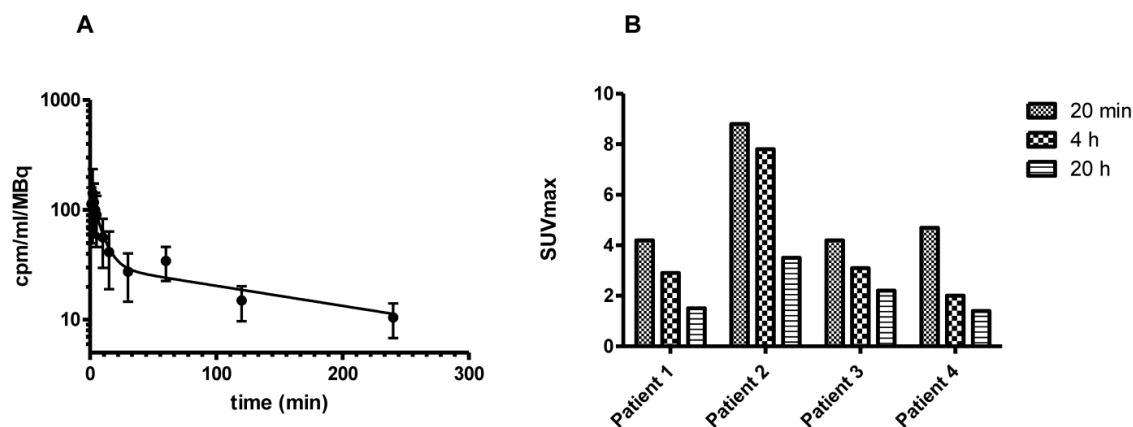 A
1000
100
10
cpm/ml/MBq
0 100 200 300
time (min)
B
10
8
6
4
2
0
SUVmax
Patient 1
Patient 2
Patient 3
Patient 4
20 min
4 h
20 h